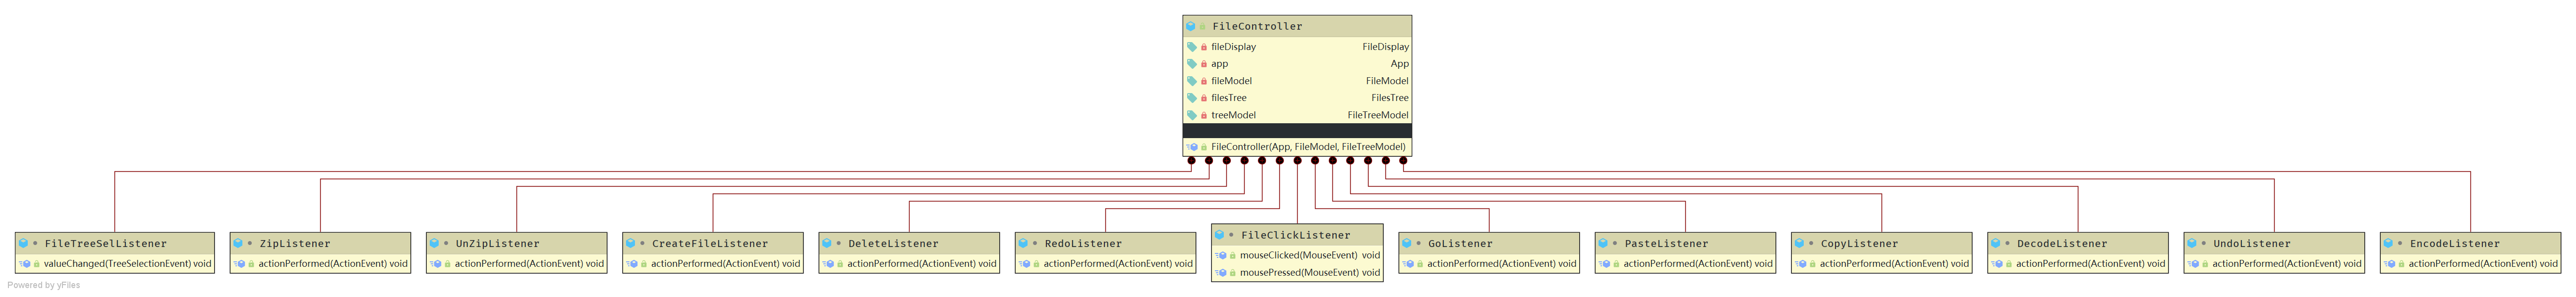 FileController
fileDisplay FileDisplay
app App
fileModel FileModel
filesTree FilesTree
treeModel FileTreeModel
FileController(App, FileModel, FileTreeModel)
FileTreeSelListener
valueChanged(TreeSelectionEvent) void
ZipListener
actionPerformed(ActionEvent) void
UnZipListener
actionPerformed(ActionEvent) void
CreateFileListener
actionPerformed(ActionEvent) void
DeleteListener
actionPerformed(ActionEvent) void
RedoListener
actionPerformed(ActionEvent) void
FileClickListener
mouseClicked(MouseEvent) void
mousePressed(MouseEvent) void
GoListener
actionPerformed(ActionEvent) void
PasteListener
actionPerformed(ActionEvent) void
CopyListener
actionPerformed(ActionEvent) void
DecodeListener
actionPerformed(ActionEvent) void
UndoListener
actionPerformed(ActionEvent) void
EncodeListener
actionPerformed(ActionEvent) void
Powered by yFiles